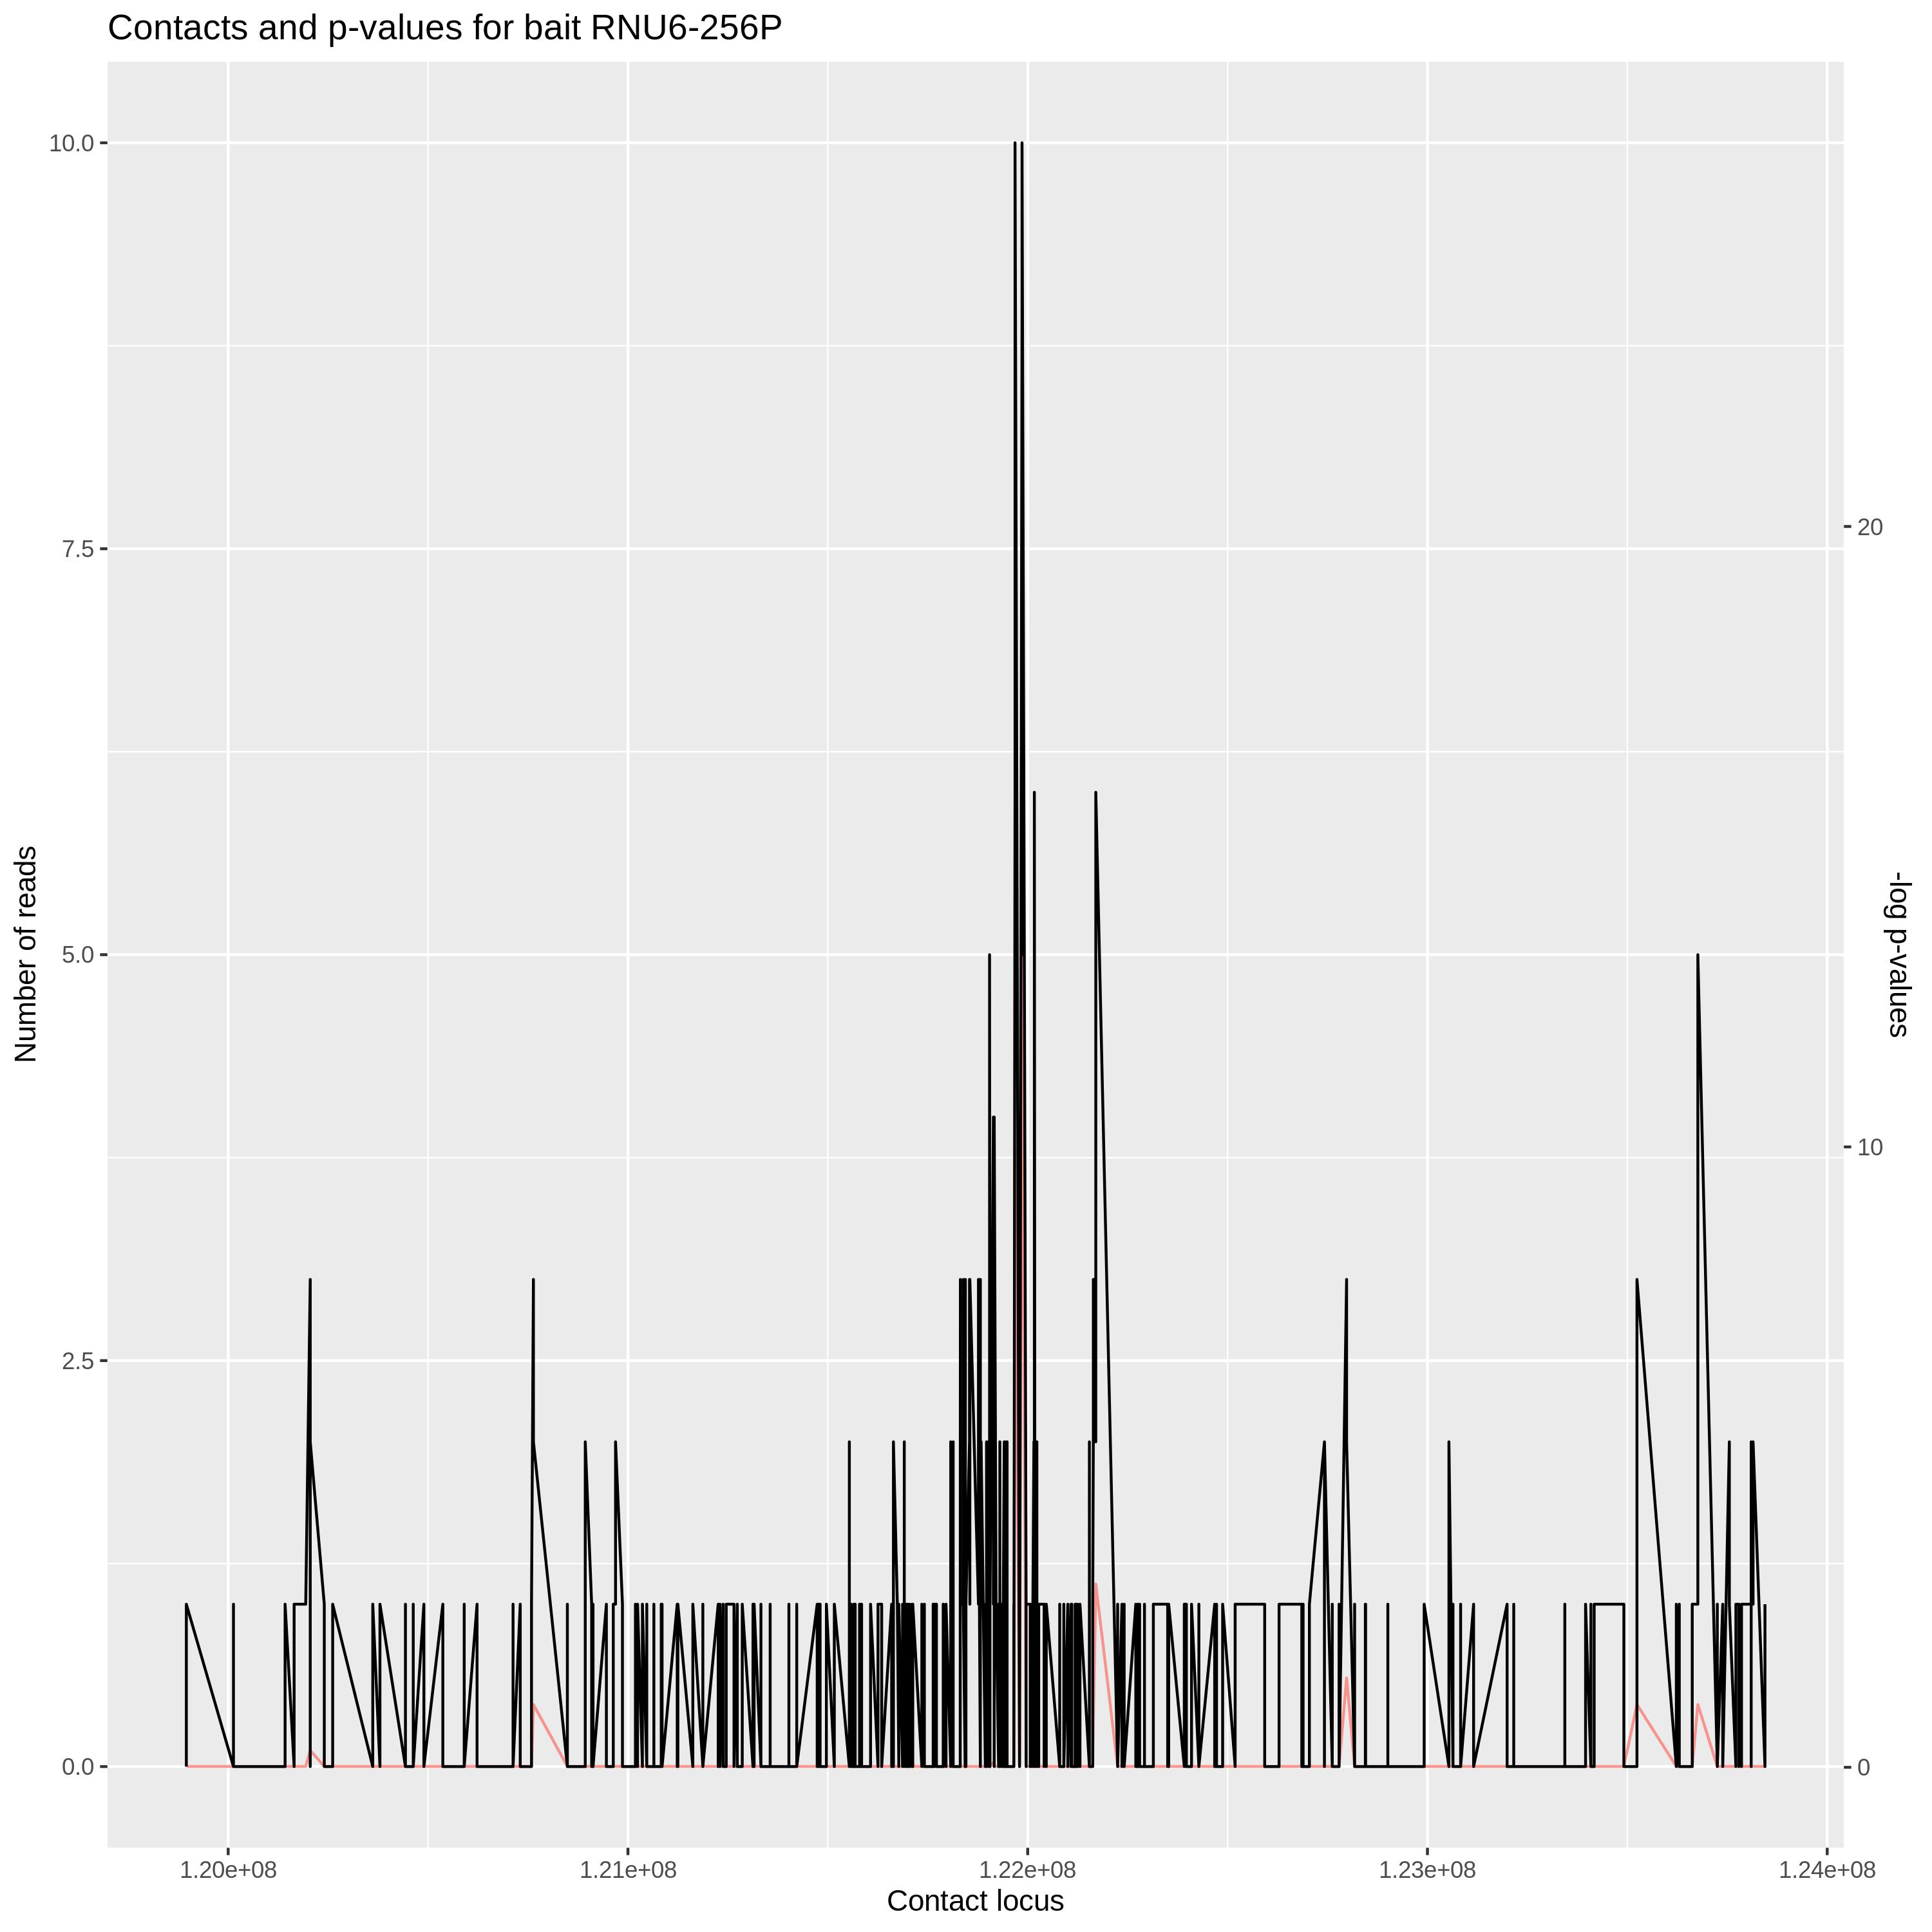 Contacts and p-values for bait RNU6-256P
10.0
7.5
5.0
2.5
0.0
Number of reads
20
10
0
-log p-values
1.20e+08
1.21e+08
1.22e+08
1.23e+08
1.24e+08
Contact locus